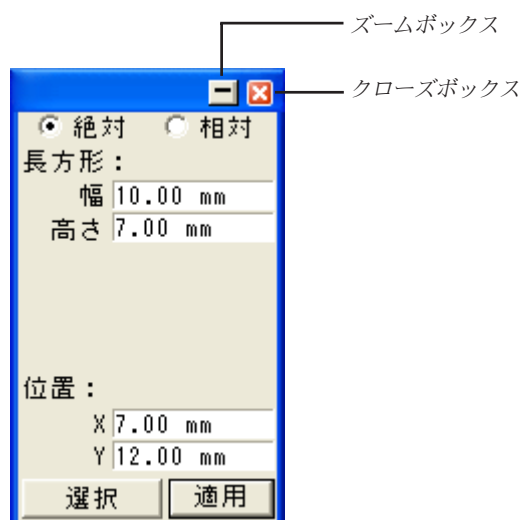 ズームボックス
クローズボックス
絶対 相対
長方形：
幅 10.00 mm
高さ 7.00 mm
位置：
X 7.00 mm
Y 12.00 mm
選択 適用